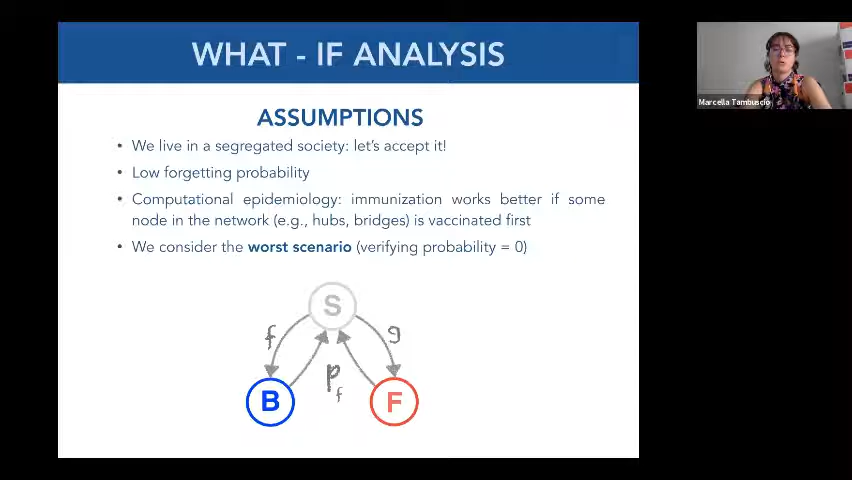 WHAT - IF ANALYSIS
ASSUMPTIONS
• We live in a segregated society: let's accept it!
• Low forgetting probability
• Computational epidemiology: immunization works better if some
node in the network (e.g., hubs, bridges) is vaccinated first
• We consider the worst scenario (verifying probability = 0)
S
f
g
Pf
B
F
Marcella Tambuscio